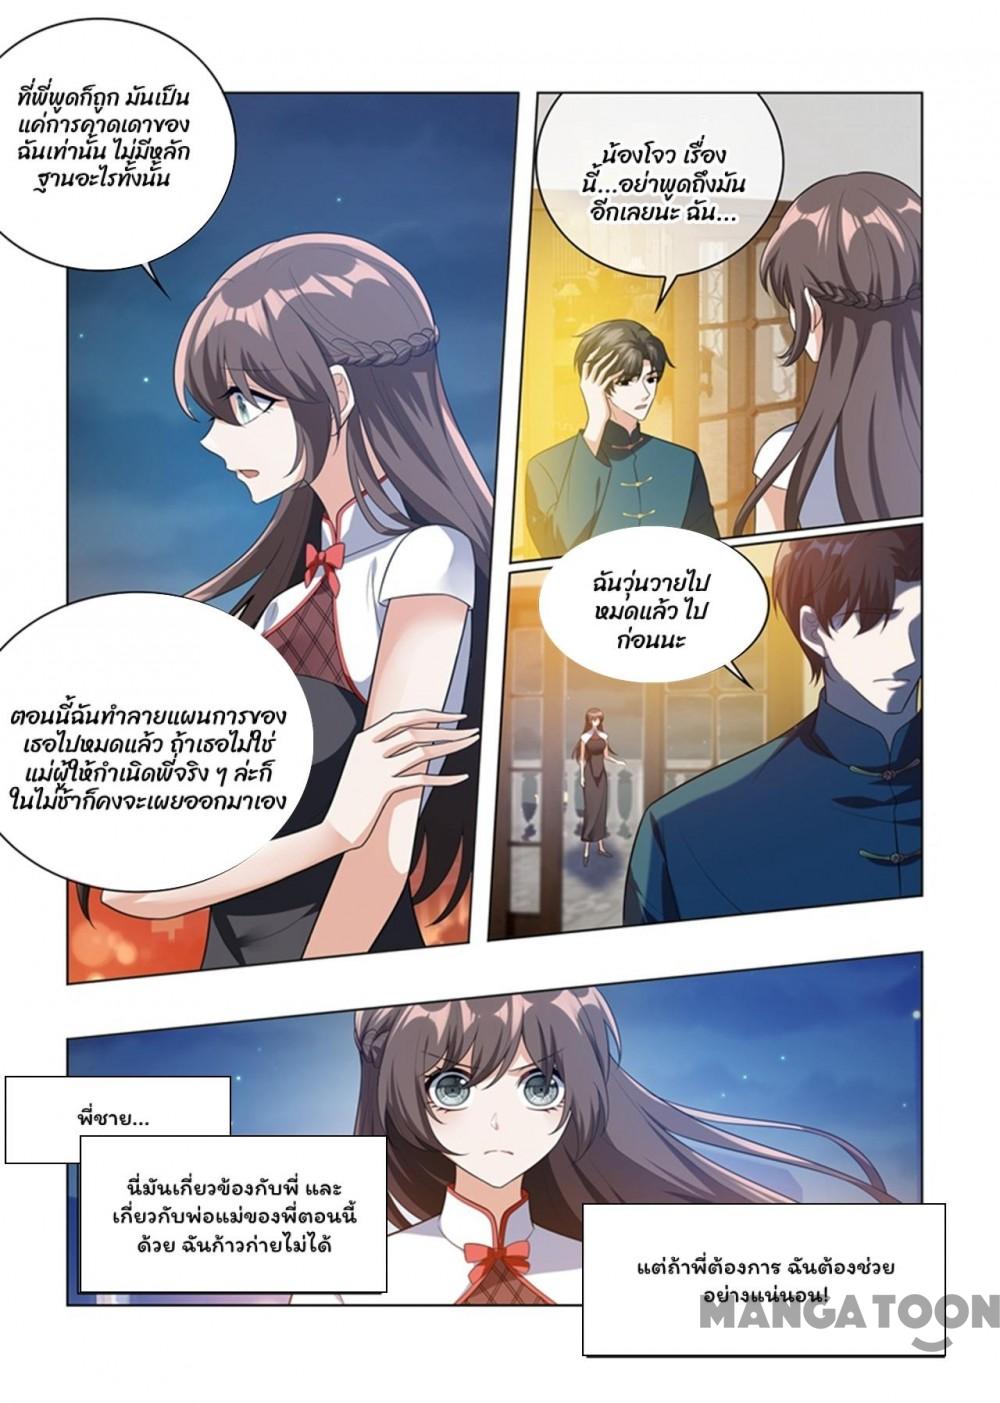 ที่พี่พูดก็ถูก มันเป็น
แค่การคาดเดาของ
ฉันเท่านั้น ไม่มีหลัก
ฐานอะไรทั้งนั้น
ตอนนี้ฉันทำลายแผนการของ
เธอไปหมดแล้ว ถ้าเธอไม่ใช่
แม่ผู้ให้กำเนิดพี่จริง ๆ ล่ะก็
ในไม่ช้าก็คงจะเผยออกมาเอง
น้องโจว เรื่อง
นี้...อย่าพูดถึงมัน
อีกเลยนะ ฉัน...
ฉันวุ่นวายไป
หมดแล้ว ไป
ก่อนนะ
พี่ชาย...
นี่มันเกี่ยวข้องกับพี่ และ
เกี่ยวกับพ่อแม่ของพี่ตอนนี้
ด้วย ฉันก้าวก่ายไม่ได้
แต่ถ้าพี่ต้องการ ฉันต้องช่วย
อย่างแน่นอน!
MANGATOON